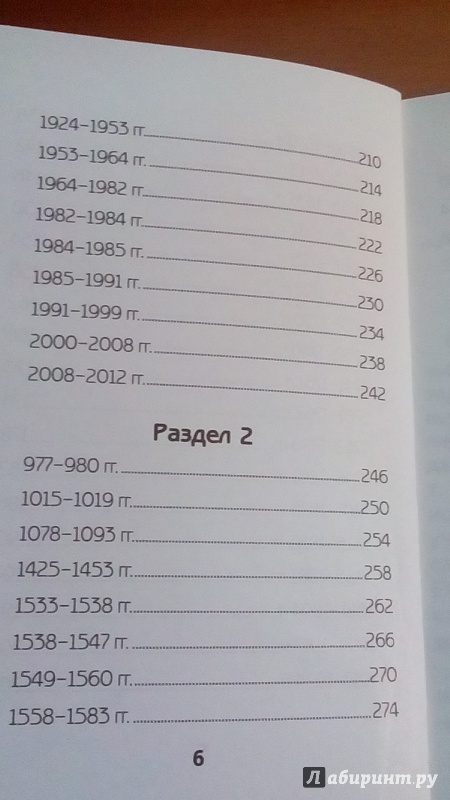 1924–1953 гг. 210
1953–1964 гг. 214
1964–1982 гг. 218
1982–1984 гг. 222
1984–1985 гг. 226
1985–1991 гг. 230
1991–1999 гг. 234
2000–2008 гг. 238
2008–2012 гг. 242
Раздел 2
977–980 гг. 246
1015–1019 гг. 250
1078–1093 гг. 254
1425–1453 гг. 258
1533–1538 гг. 262
1538–1547 гг. 266
1549–1560 гг. 270
1558–1583 гг. 274
6
Лабиринт.ру